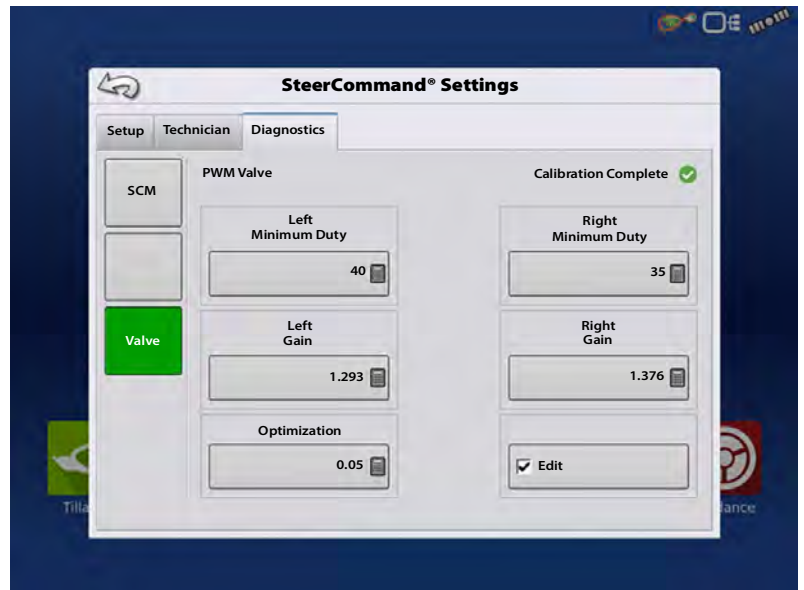 SteerCommand® Settings
Setup Technician Diagnostics
SCM
Valve
PWM Valve
Calibration Complete
Left
Minimum Duty
40
Right
Minimum Duty
35
Left
Gain
1.293
Right
Gain
1.376
Optimization
0.05
Edit
Tilla
dance